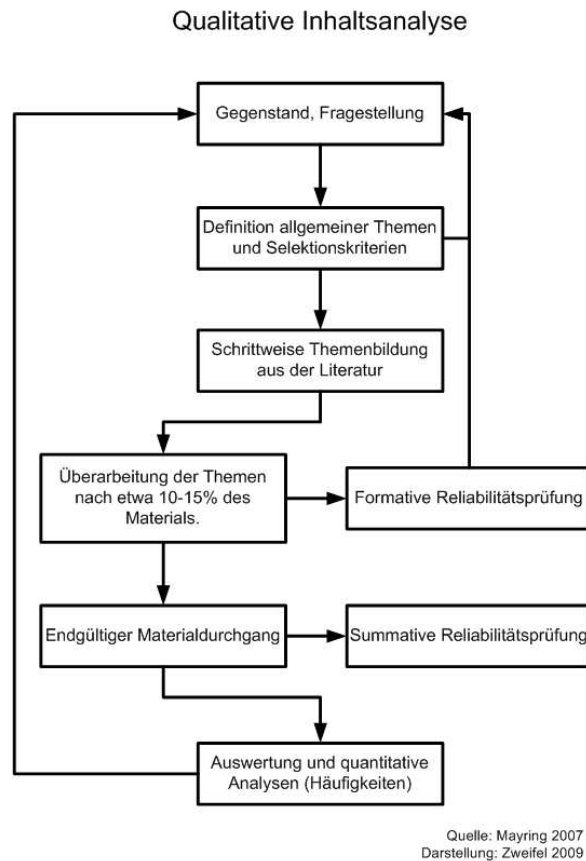 Qualitative Inhaltsanalyse
Gegenstand, Fragestellung
Definition allgemeiner Themen
und Selektionskriterien
Schrittweise Themenbildung
aus der Literatur
Überarbeitung der Themen
nach etwa 10-15% des
Materials.
Formative Reliabilitätsprüfung
Endgültiger Materialdurchgang
Summative Reliabilitätsprüfung
Auswertung und quantitative
Analysen (Häufigkeiten)
Quelle: Mayring 2007
Darstellung: Zweifel 2009